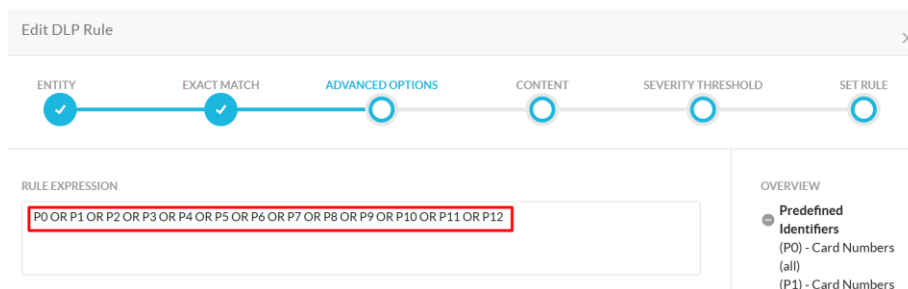 Edit DLP Rule
ENTITY EXACT MATCH ADVANCED OPTIONS CONTENT SEVERITY THRESHOLD SET RULE
RULE EXPRESSION
P0 OR P1 OR P2 OR P3 OR P4 OR P5 OR P6 OR P7 OR P8 OR P9 OR P10 OR P11 OR P12
OVERVIEW
Predefined
Identifiers
(P0) - Card Numbers
(all)
(P1) - Card Numbers